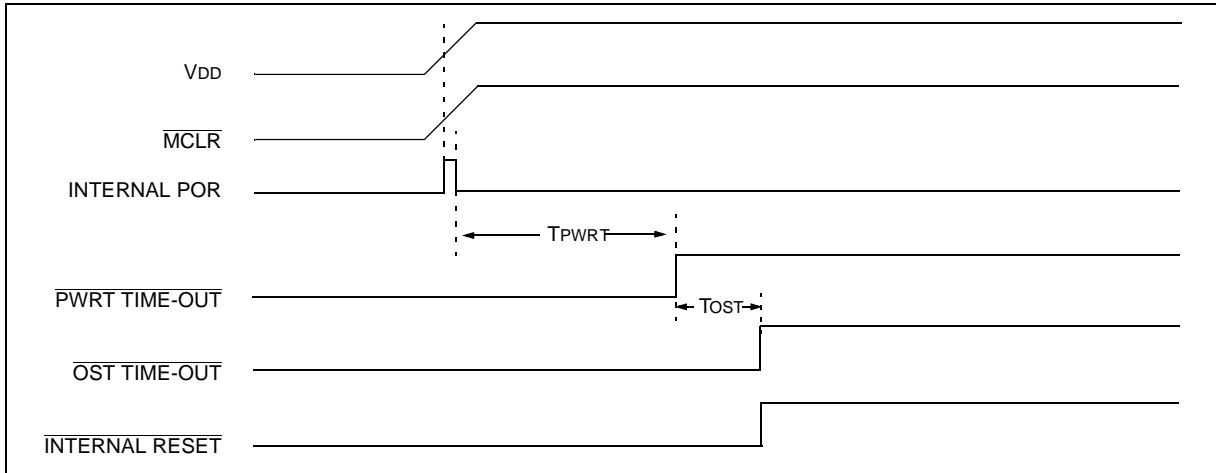 VDD
MCLR
INTERNAL POR
TPWRT
PWRT TIME-OUT
TOST
OST TIME-OUT
INTERNAL RESET